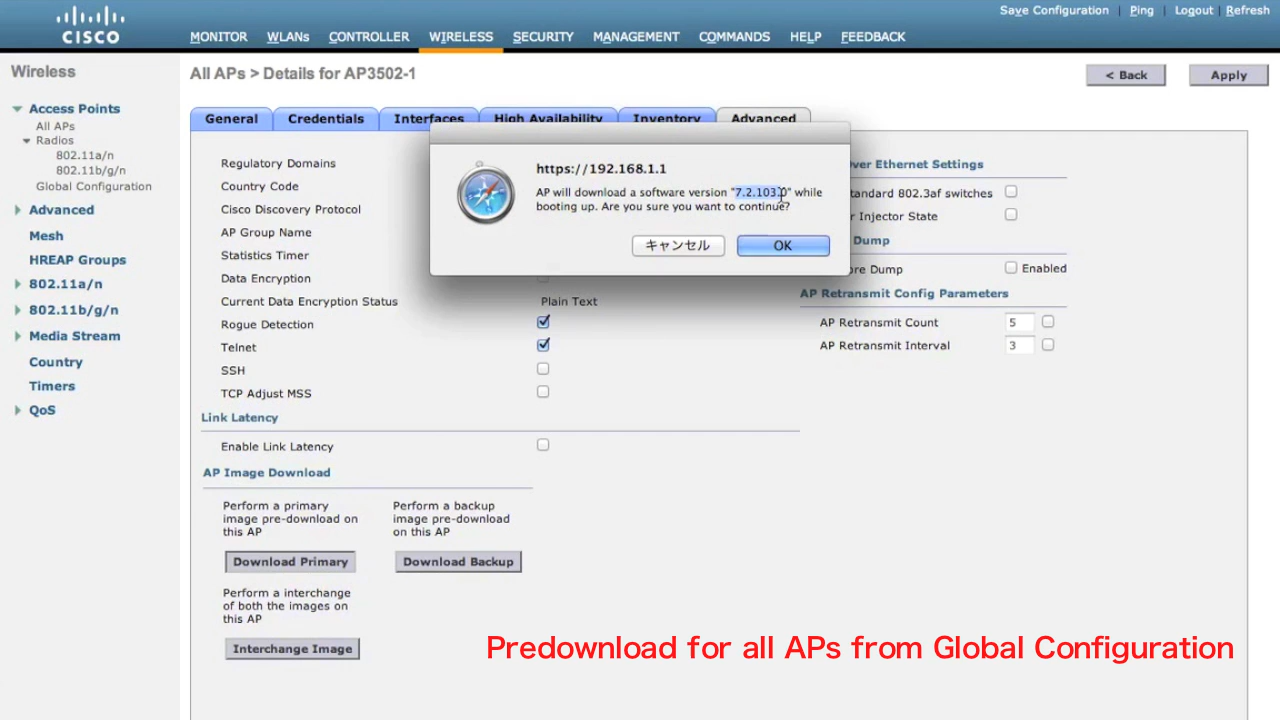 CISCO
Save Configuration | Ping | Logout | Refresh
MONITOR WLANs CONTROLLER WIRELESS SECURITY MANAGEMENT COMMANDS HELP FEEDBACK
Wireless
Access Points
All APs
Radios
802.11a/n
802.11b/g/n
Global Configuration
Advanced
Mesh
HREAP Groups
802.11a/n
802.11b/g/n
Media Stream
Country
Timers
QoS
All APs > Details for AP3502-1
< Back
Apply
General Credentials Interfaces High Availability Inventory Advanced
https://192.168.1.1
AP will download a software version "7.2.103.0" while
booting up. Are you sure you want to continue?
キャンセル
OK
Regulatory Domains
Country Code
Cisco Discovery Protocol
AP Group Name
Statistics Timer
Data Encryption
Current Data Encryption Status Plain Text
Rogue Detection
Telnet
SSH
TCP Adjust MSS
Link Latency
Enable Link Latency
AP Image Download
Perform a primary
image pre-download on
this AP
Download Primary
Perform a backup
image pre-download
on this AP
Download Backup
Perform a interchange
of both the images on
this AP
Interchange Image
Over Ethernet Settings
standard 802.3af switches
Injector State
Dump
Dump Enabled
AP Retransmit Config Parameters
AP Retransmit Count 5
AP Retransmit Interval 3
Predownload for all APs from Global Configuration